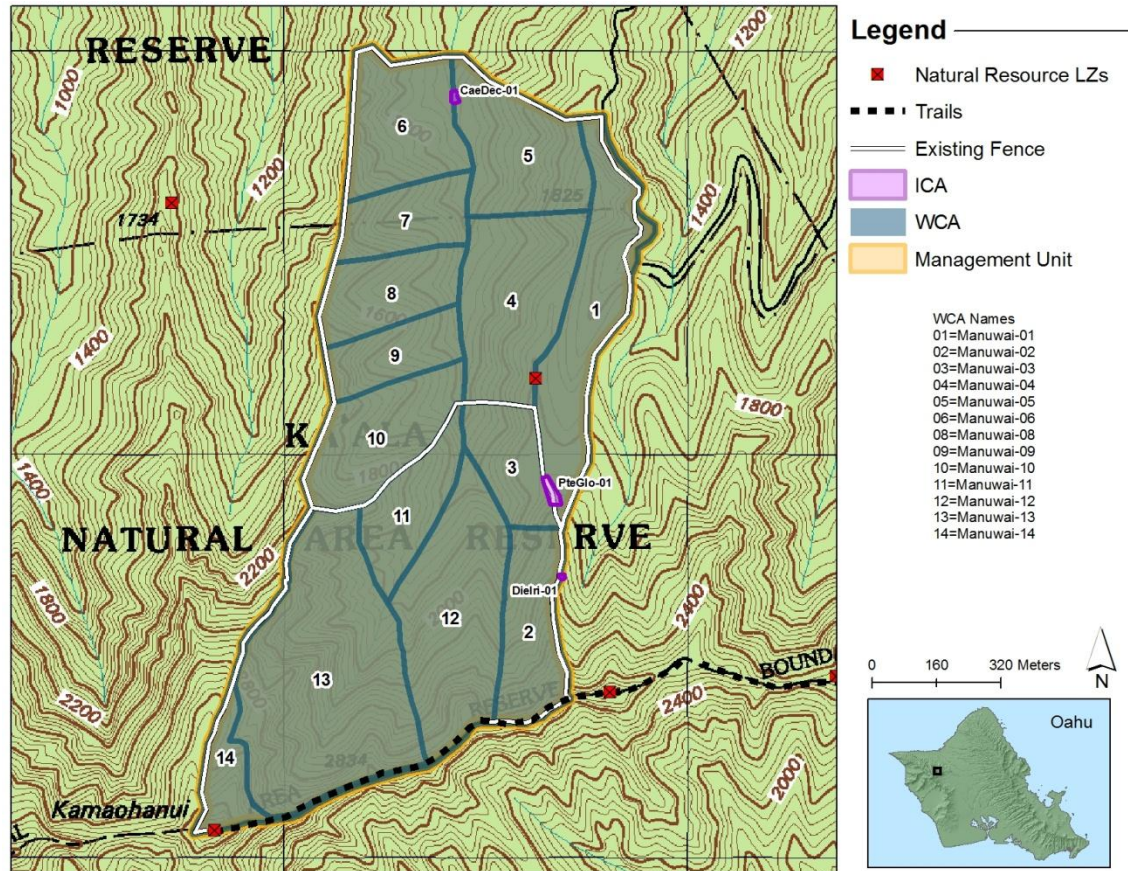 RESERVE
1000
1200
1200
CaeDec-01
6
5
1825
1734
7
1400
4
8
1
1600
9
1400
1800
10
KAALA
1800
3
1400
PteGlo-01
11
NATURAL AREA RESERVE
2200
DieIri-01
1800
12
2
2400
13
BOUND
RESERVE
2400
2200
2834
14
AREA
2000
Kamaohanui
Legend
Natural Resource LZs
Trails
Existing Fence
ICA
WCA
Management Unit
WCA Names
01=Manuwai-01
02=Manuwai-02
03=Manuwai-03
04=Manuwai-04
05=Manuwai-05
06=Manuwai-06
08=Manuwai-08
09=Manuwai-09
10=Manuwai-10
11=Manuwai-11
12=Manuwai-12
13=Manuwai-13
14=Manuwai-14
0 160 320 Meters
N
Oahu